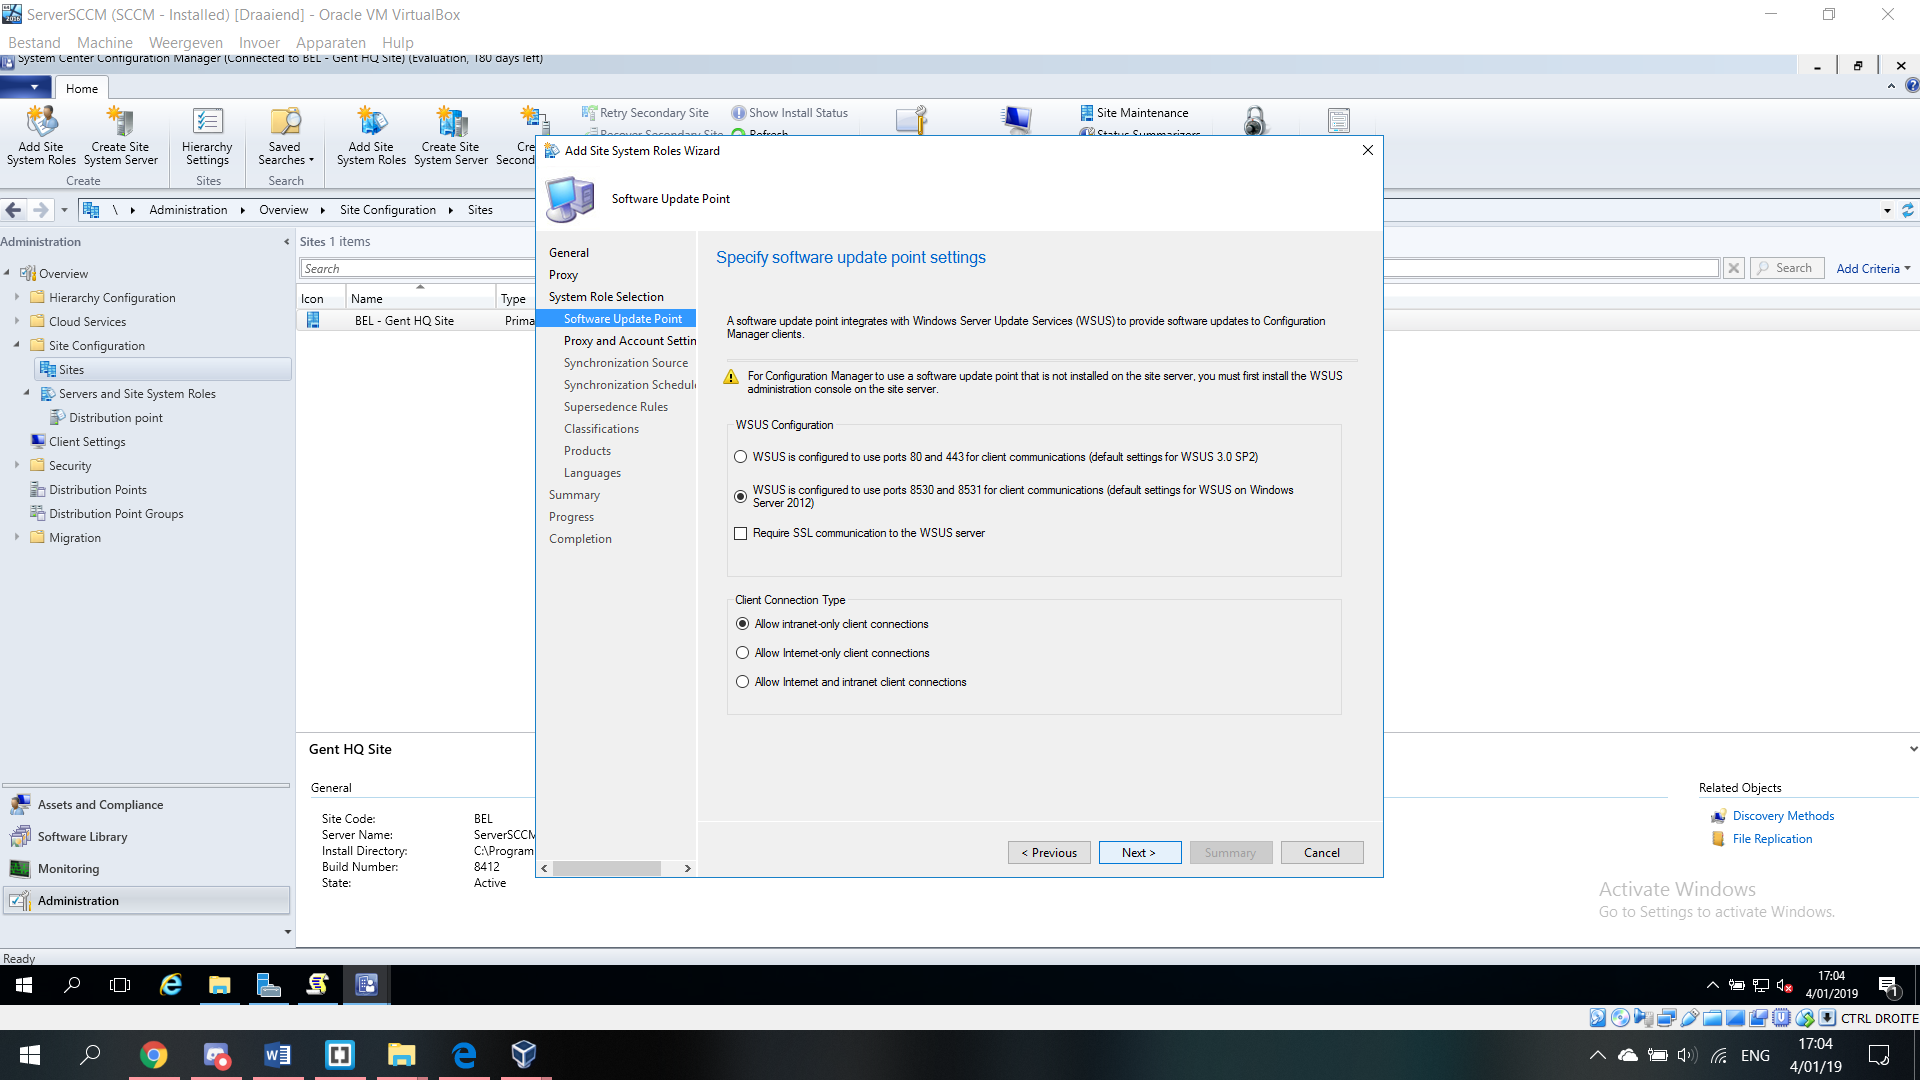 ServerSCCM (SCCM - Installed) [Draaiend] - Oracle VM VirtualBox
Bestand Machine Weergeven Invoer Apparaten Hulp
System Center Configuration Manager (Connected to BEL - Gent HQ Site) (Evaluation, 180 days left)
Home
Add Site System Roles
Create Site System Server
Create
Hierarchy Settings
Sites
Saved Searches
Search
Add Site System Roles
Create Site System Server
Cre
Second
Retry Secondary Site
Recover Secondary Site
Show Install Status
Refresh
Site Maintenance
Status Summarizers
\ Administration Overview Site Configuration Sites
Administration
Overview
Hierarchy Configuration
Cloud Services
Site Configuration
Sites
Servers and Site System Roles
Distribution point
Client Settings
Security
Distribution Points
Distribution Point Groups
Migration
Assets and Compliance
Software Library
Monitoring
Administration
Ready
Sites 1 items
Search
Search
Add Criteria
Icon Name Type
BEL - Gent HQ Site Prima
Gent HQ Site
General
Site Code: BEL
Server Name: ServerSCCM
Install Directory: C:\Program
Build Number: 8412
State: Active
Related Objects
Discovery Methods
File Replication
Activate Windows
Go to Settings to activate Windows.
Add Site System Roles Wizard
Software Update Point
General
Proxy
System Role Selection
Software Update Point
Proxy and Account Settin
Synchronization Source
Synchronization Schedule
Supersedence Rules
Classifications
Products
Languages
Summary
Progress
Completion
Specify software update point settings
A software update point integrates with Windows Server Update Services (WSUS) to provide software updates to Configuration
Manager clients.
For Configuration Manager to use a software update point that is not installed on the site server, you must first install the WSUS
administration console on the site server.
WSUS Configuration
WSUS is configured to use ports 80 and 443 for client communications (default settings for WSUS 3.0 SP2)
WSUS is configured to use ports 8530 and 8531 for client communications (default settings for WSUS on Windows
Server 2012)
Require SSL communication to the WSUS server
Client Connection Type
Allow intranet-only client connections
Allow Internet-only client connections
Allow Internet and intranet client connections
< Previous Next > Summary Cancel
17:04
4/01/2019
1
CTRL DROITE
ENG
17:04
4/01/19